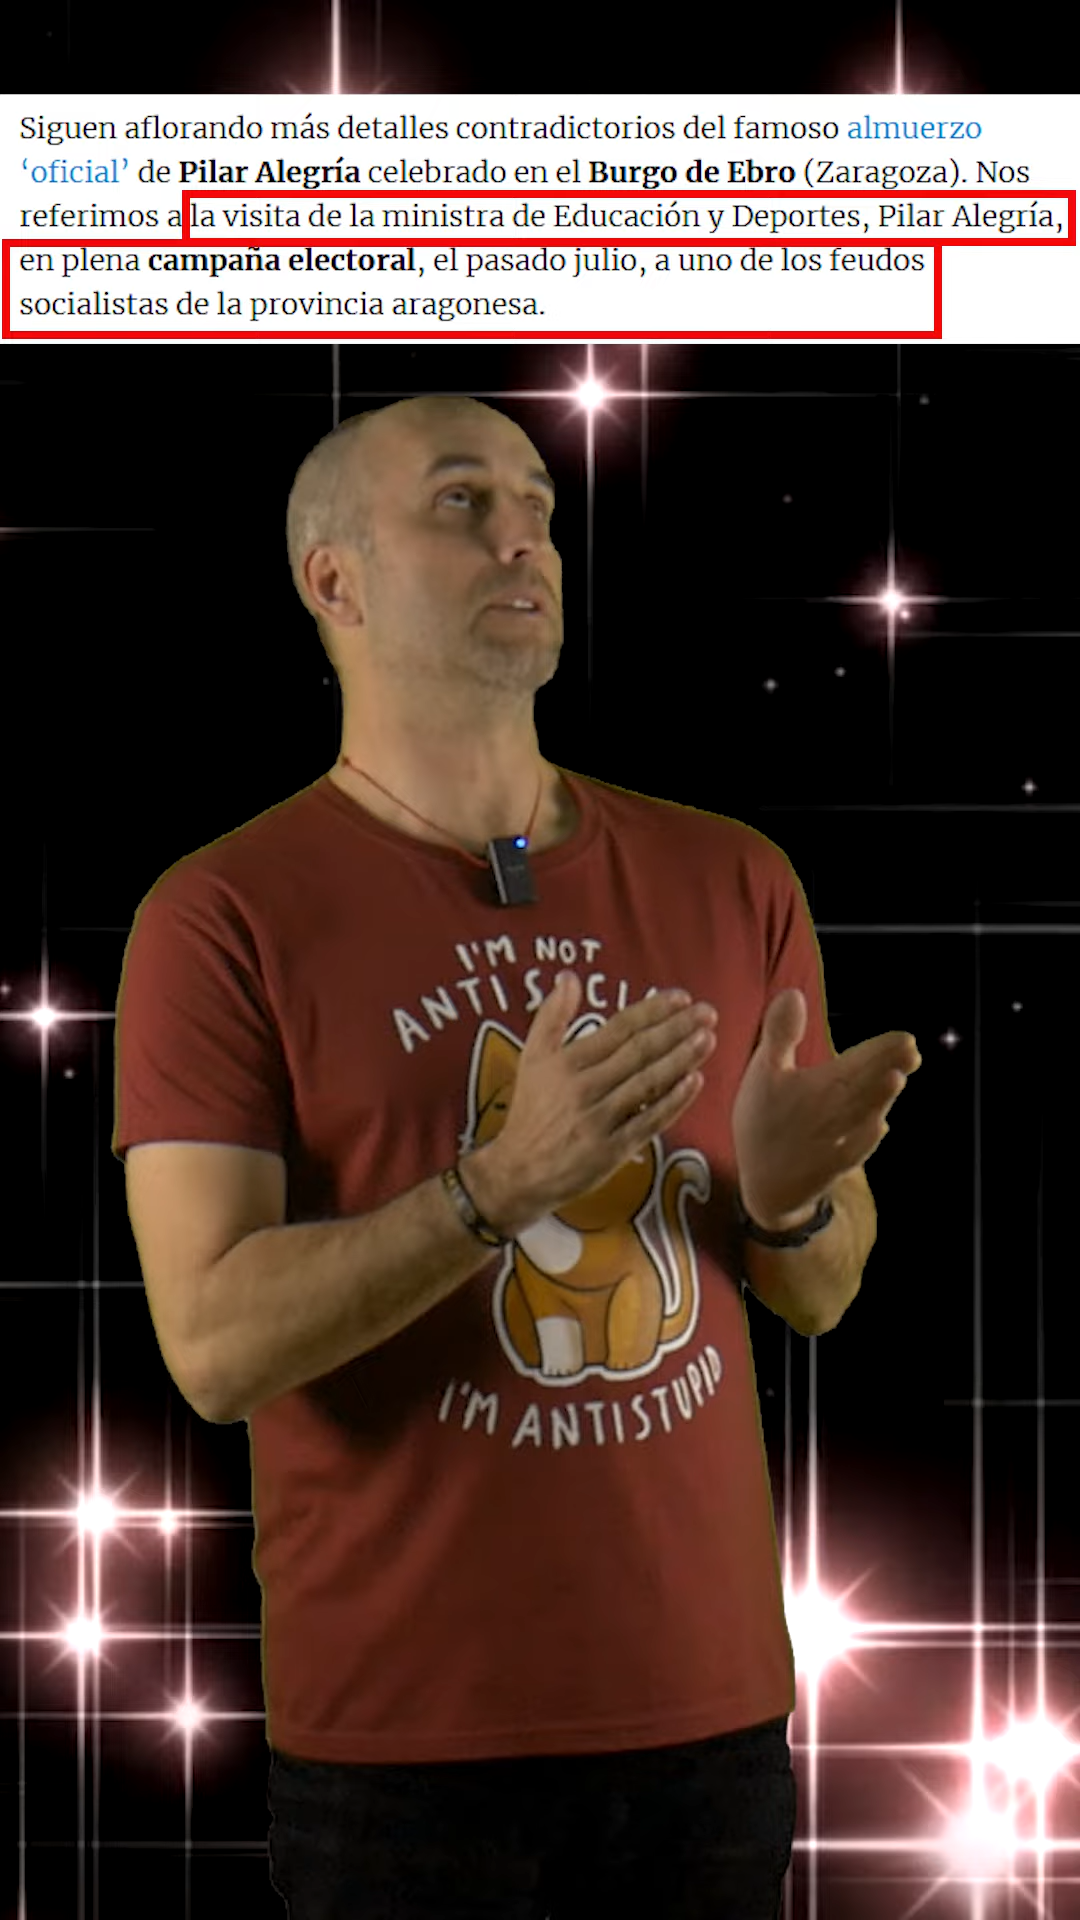 Siguen aflorando más detalles contradictorios del famoso almuerzo
‘oficial’ de Pilar Alegría celebrado en el Burgo de Ebro (Zaragoza). Nos
referimos a la visita de la ministra de Educación y Deportes, Pilar Alegría,
en plena campaña electoral, el pasado julio, a uno de los feudos
socialistas de la provincia aragonesa.
I'M NOT
I'M ANTISTUPID